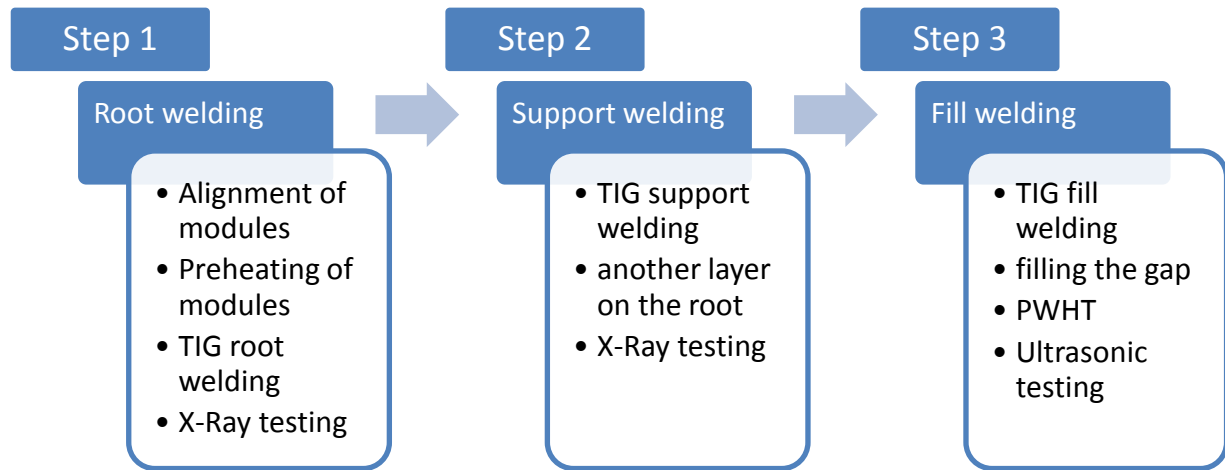 Step 1
Root welding
• Alignment of
modules
• Preheating of
modules
• TIG root
welding
• X-Ray testing
Step 2
Support welding
• TIG support
welding
• another layer
on the root
• X-Ray testing
Step 3
Fill welding
• TIG fill
welding
• filling the gap
• PWHT
• Ultrasonic
testing